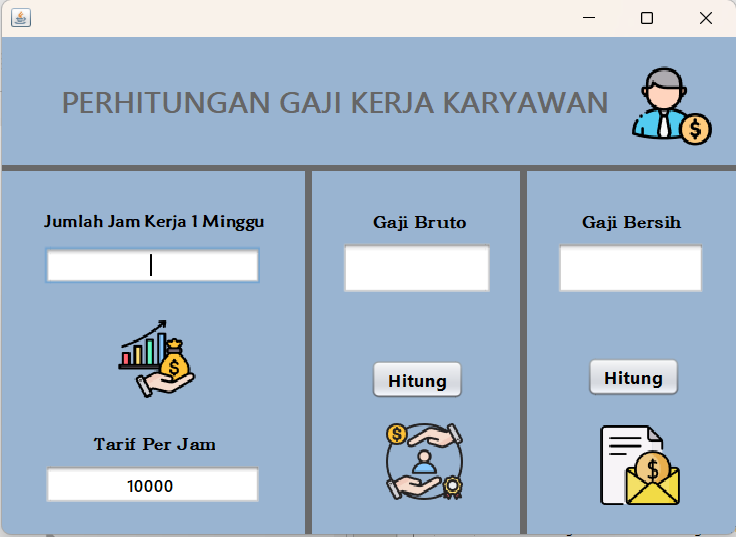 PERHITUNGAN GAJI KERJA KARYAWAN
Jumlah Jam Kerja 1 Minggu
Gaji Bruto
Gaji Bersih
Hitung
Hitung
Tarif Per Jam
10000